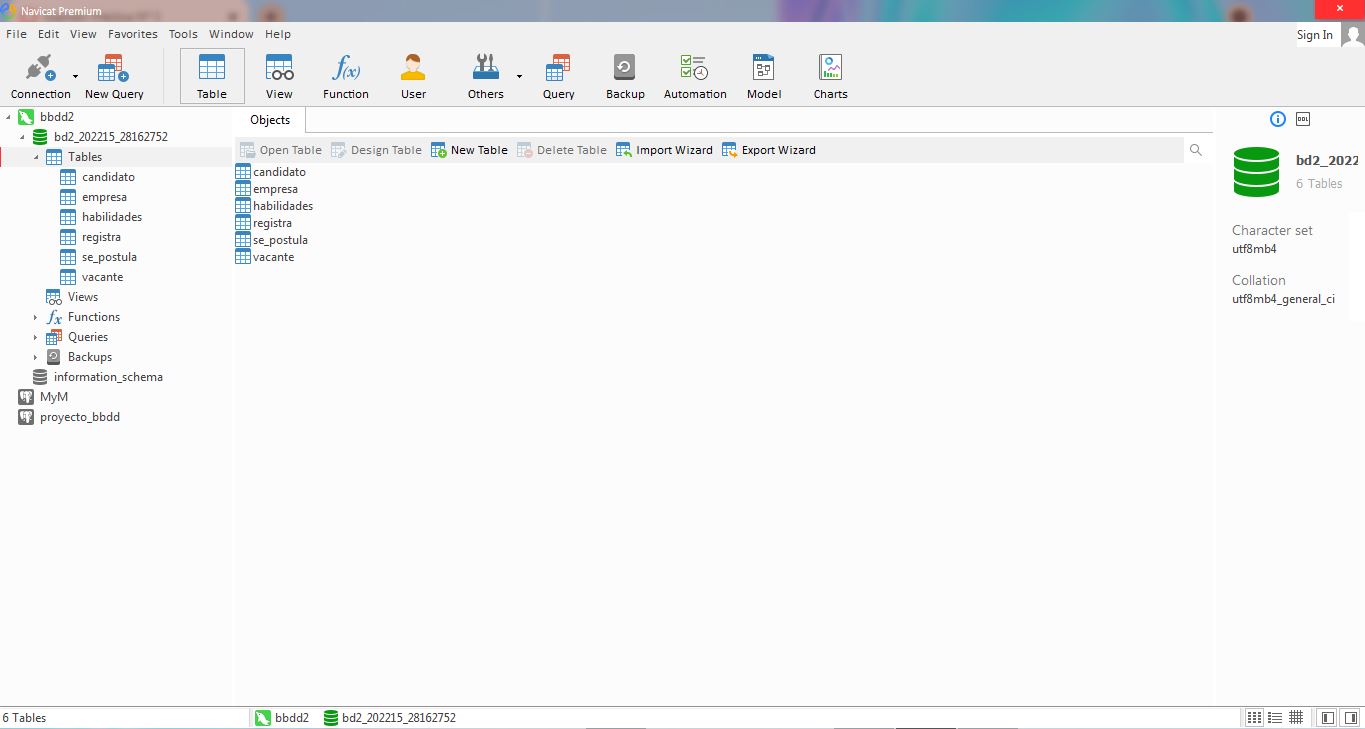 Navicat Premium
File Edit View Favorites Tools Window Help
Sign In
Connection New Query Table View Function User Others Query Backup Automation Model Charts
bbdd2
bd2_202215_28162752
Tables
candidato
empresa
habilidades
registra
se_postula
vacante
Views
Functions
Queries
Backups
information_schema
MyM
proyecto_bbdd
Objects
Open Table Design Table New Table Delete Table Import Wizard Export Wizard
candidato
empresa
habilidades
registra
se_postula
vacante
DDL
bd2_2022
6 Tables
Character set
utf8mb4
Collation
utf8mb4_general_ci
6 Tables bbdd2 bd2_202215_28162752